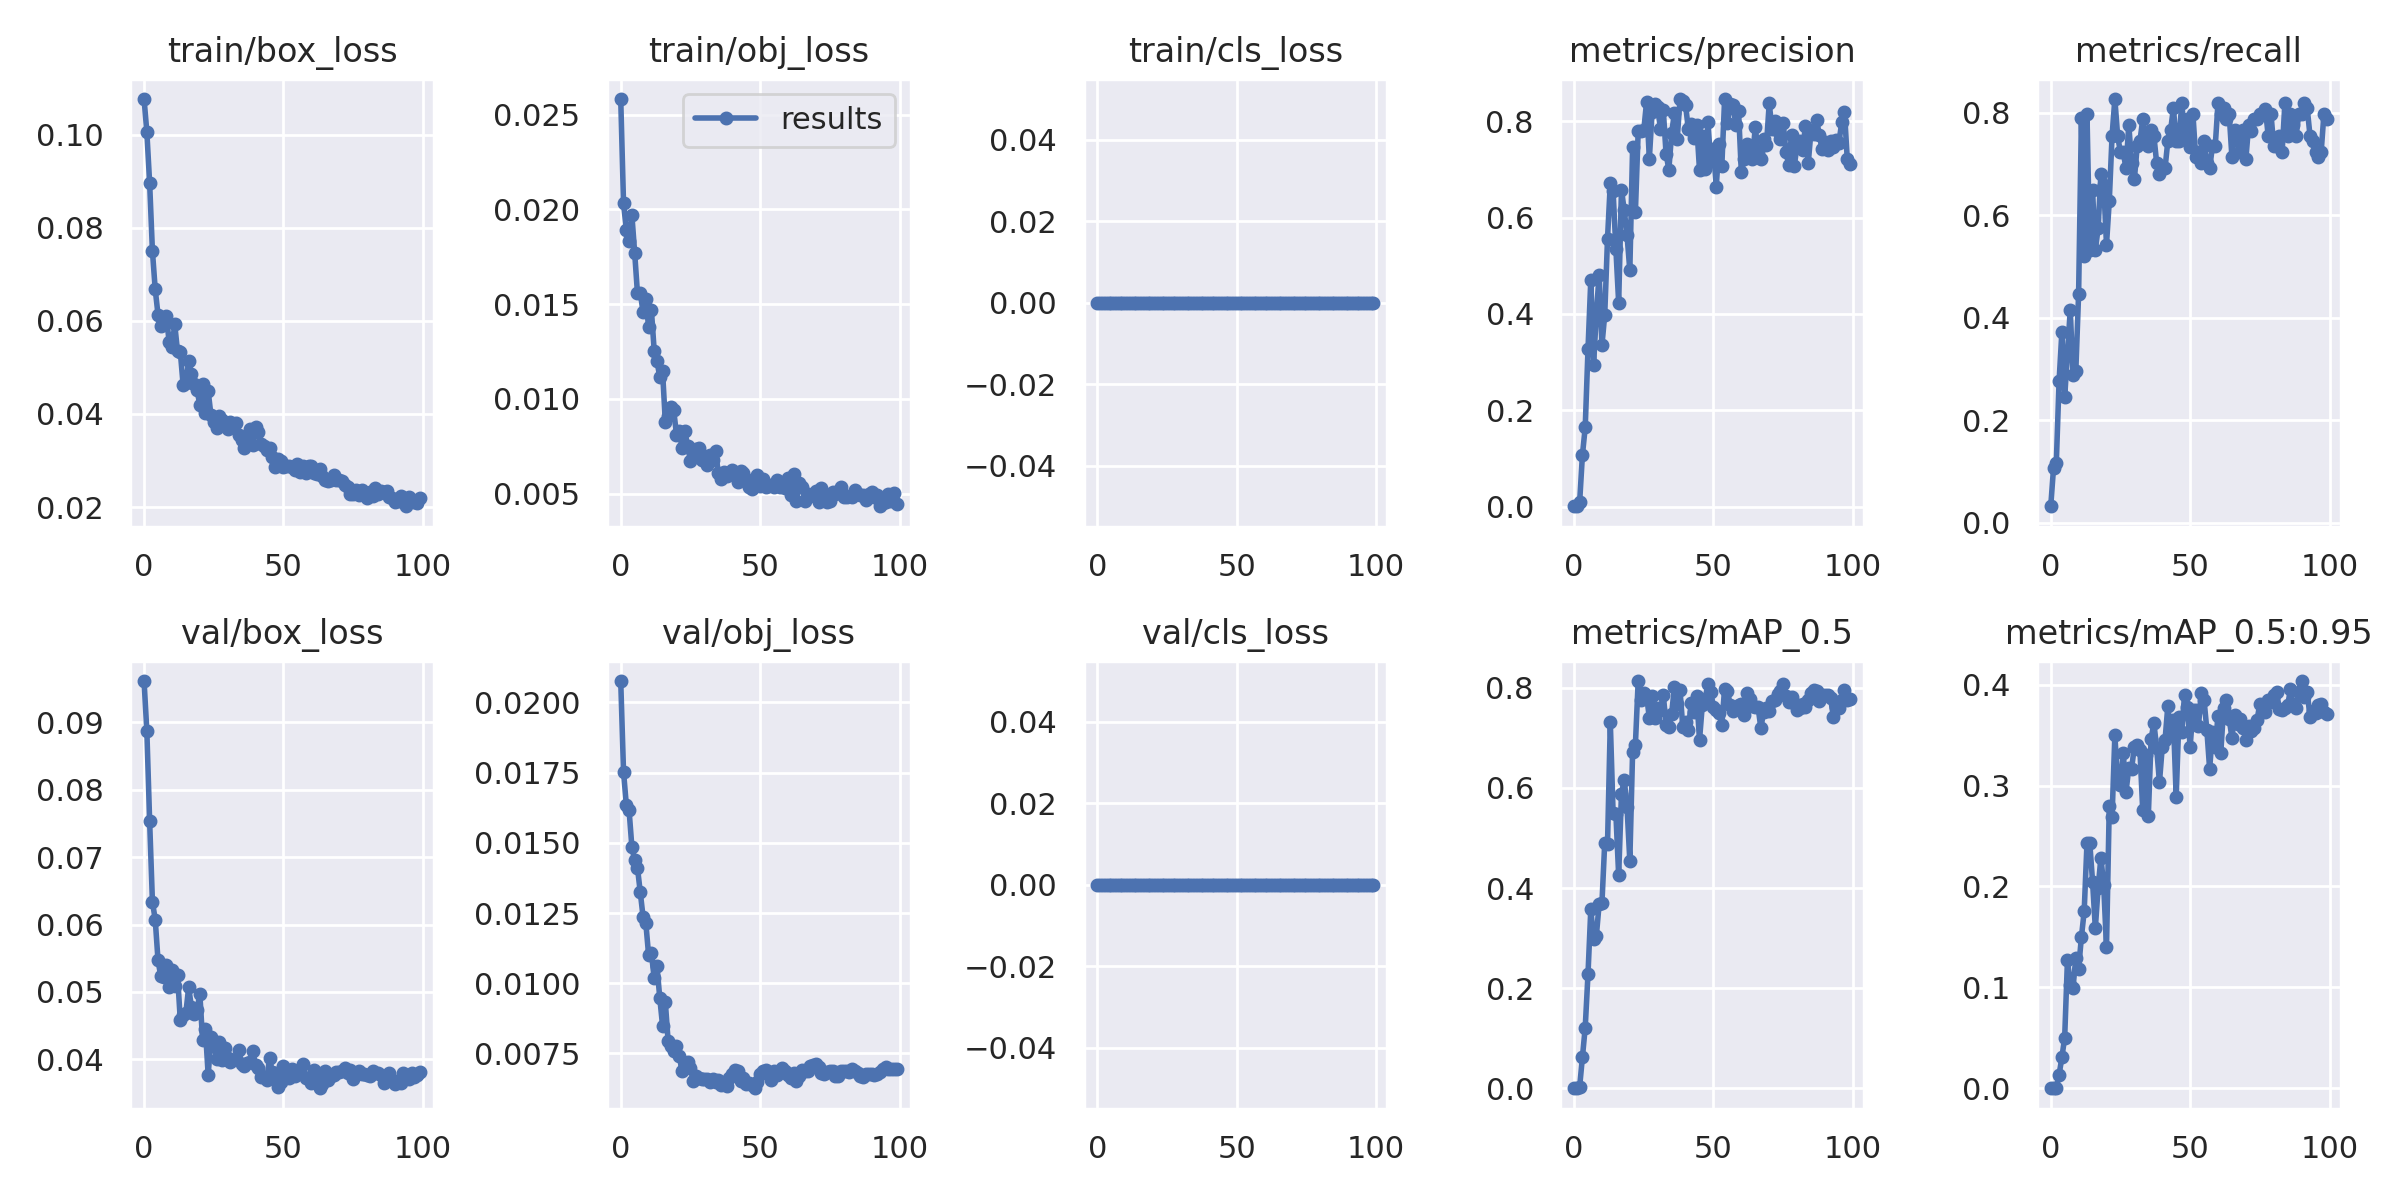 train/box_loss
train/obj_loss
train/cls_loss
metrics/precision
metrics/recall
0.10
0.08
0.06
0.04
0.02
0 50 100
0.025
0.020
0.015
0.010
0.005
results
0 50 100
0.04
0.02
0.00
−0.02
−0.04
0 50 100
0.8
0.6
0.4
0.2
0.0
0 50 100
0.8
0.6
0.4
0.2
0.0
0 50 100
val/box_loss
val/obj_loss
val/cls_loss
metrics/mAP_0.5
metrics/mAP_0.5:0.95
0.09
0.08
0.07
0.06
0.05
0.04
0 50 100
0.0200
0.0175
0.0150
0.0125
0.0100
0.0075
0 50 100
0.04
0.02
0.00
−0.02
−0.04
0 50 100
0.8
0.6
0.4
0.2
0.0
0 50 100
0.4
0.3
0.2
0.1
0.0
0 50 100